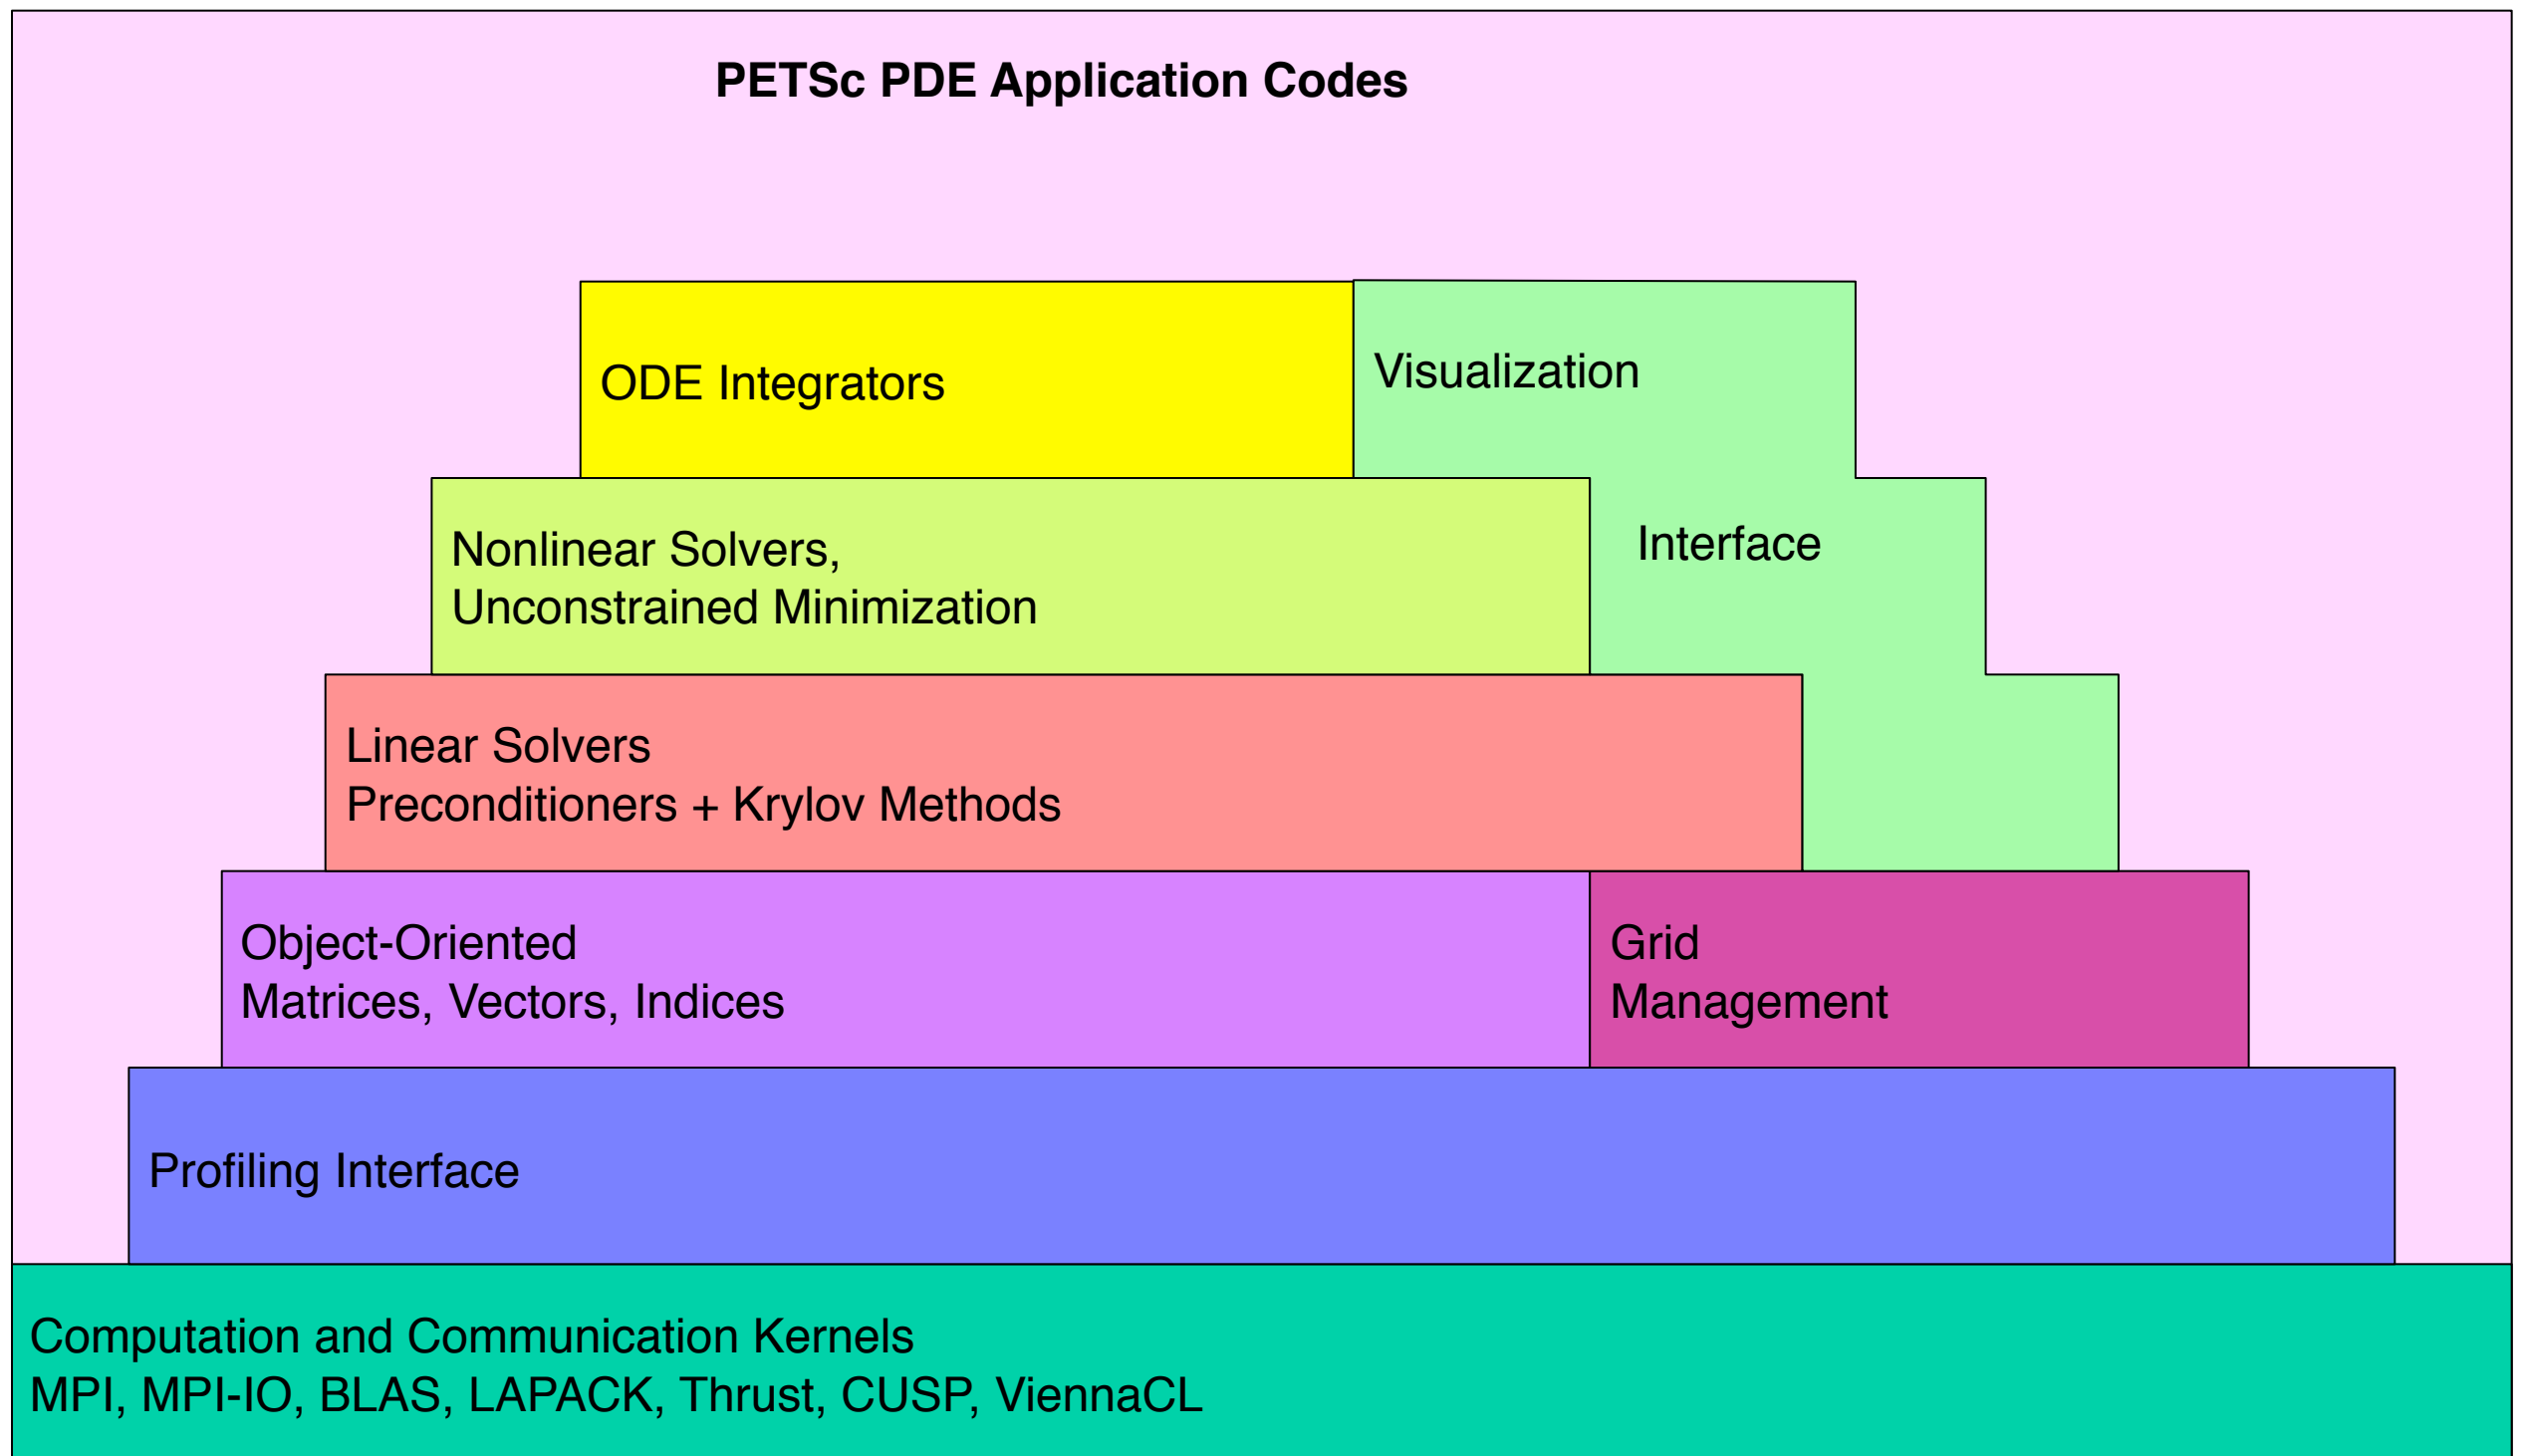 PETSc PDE Application Codes
ODE Integrators
Visualization
Interface
Nonlinear Solvers,
Unconstrained Minimization
Linear Solvers
Preconditioners + Krylov Methods
Object-Oriented
Matrices, Vectors, Indices
Grid
Management
Profiling Interface
Computation and Communication Kernels
MPI, MPI-IO, BLAS, LAPACK, Thrust, CUSP, ViennaCL